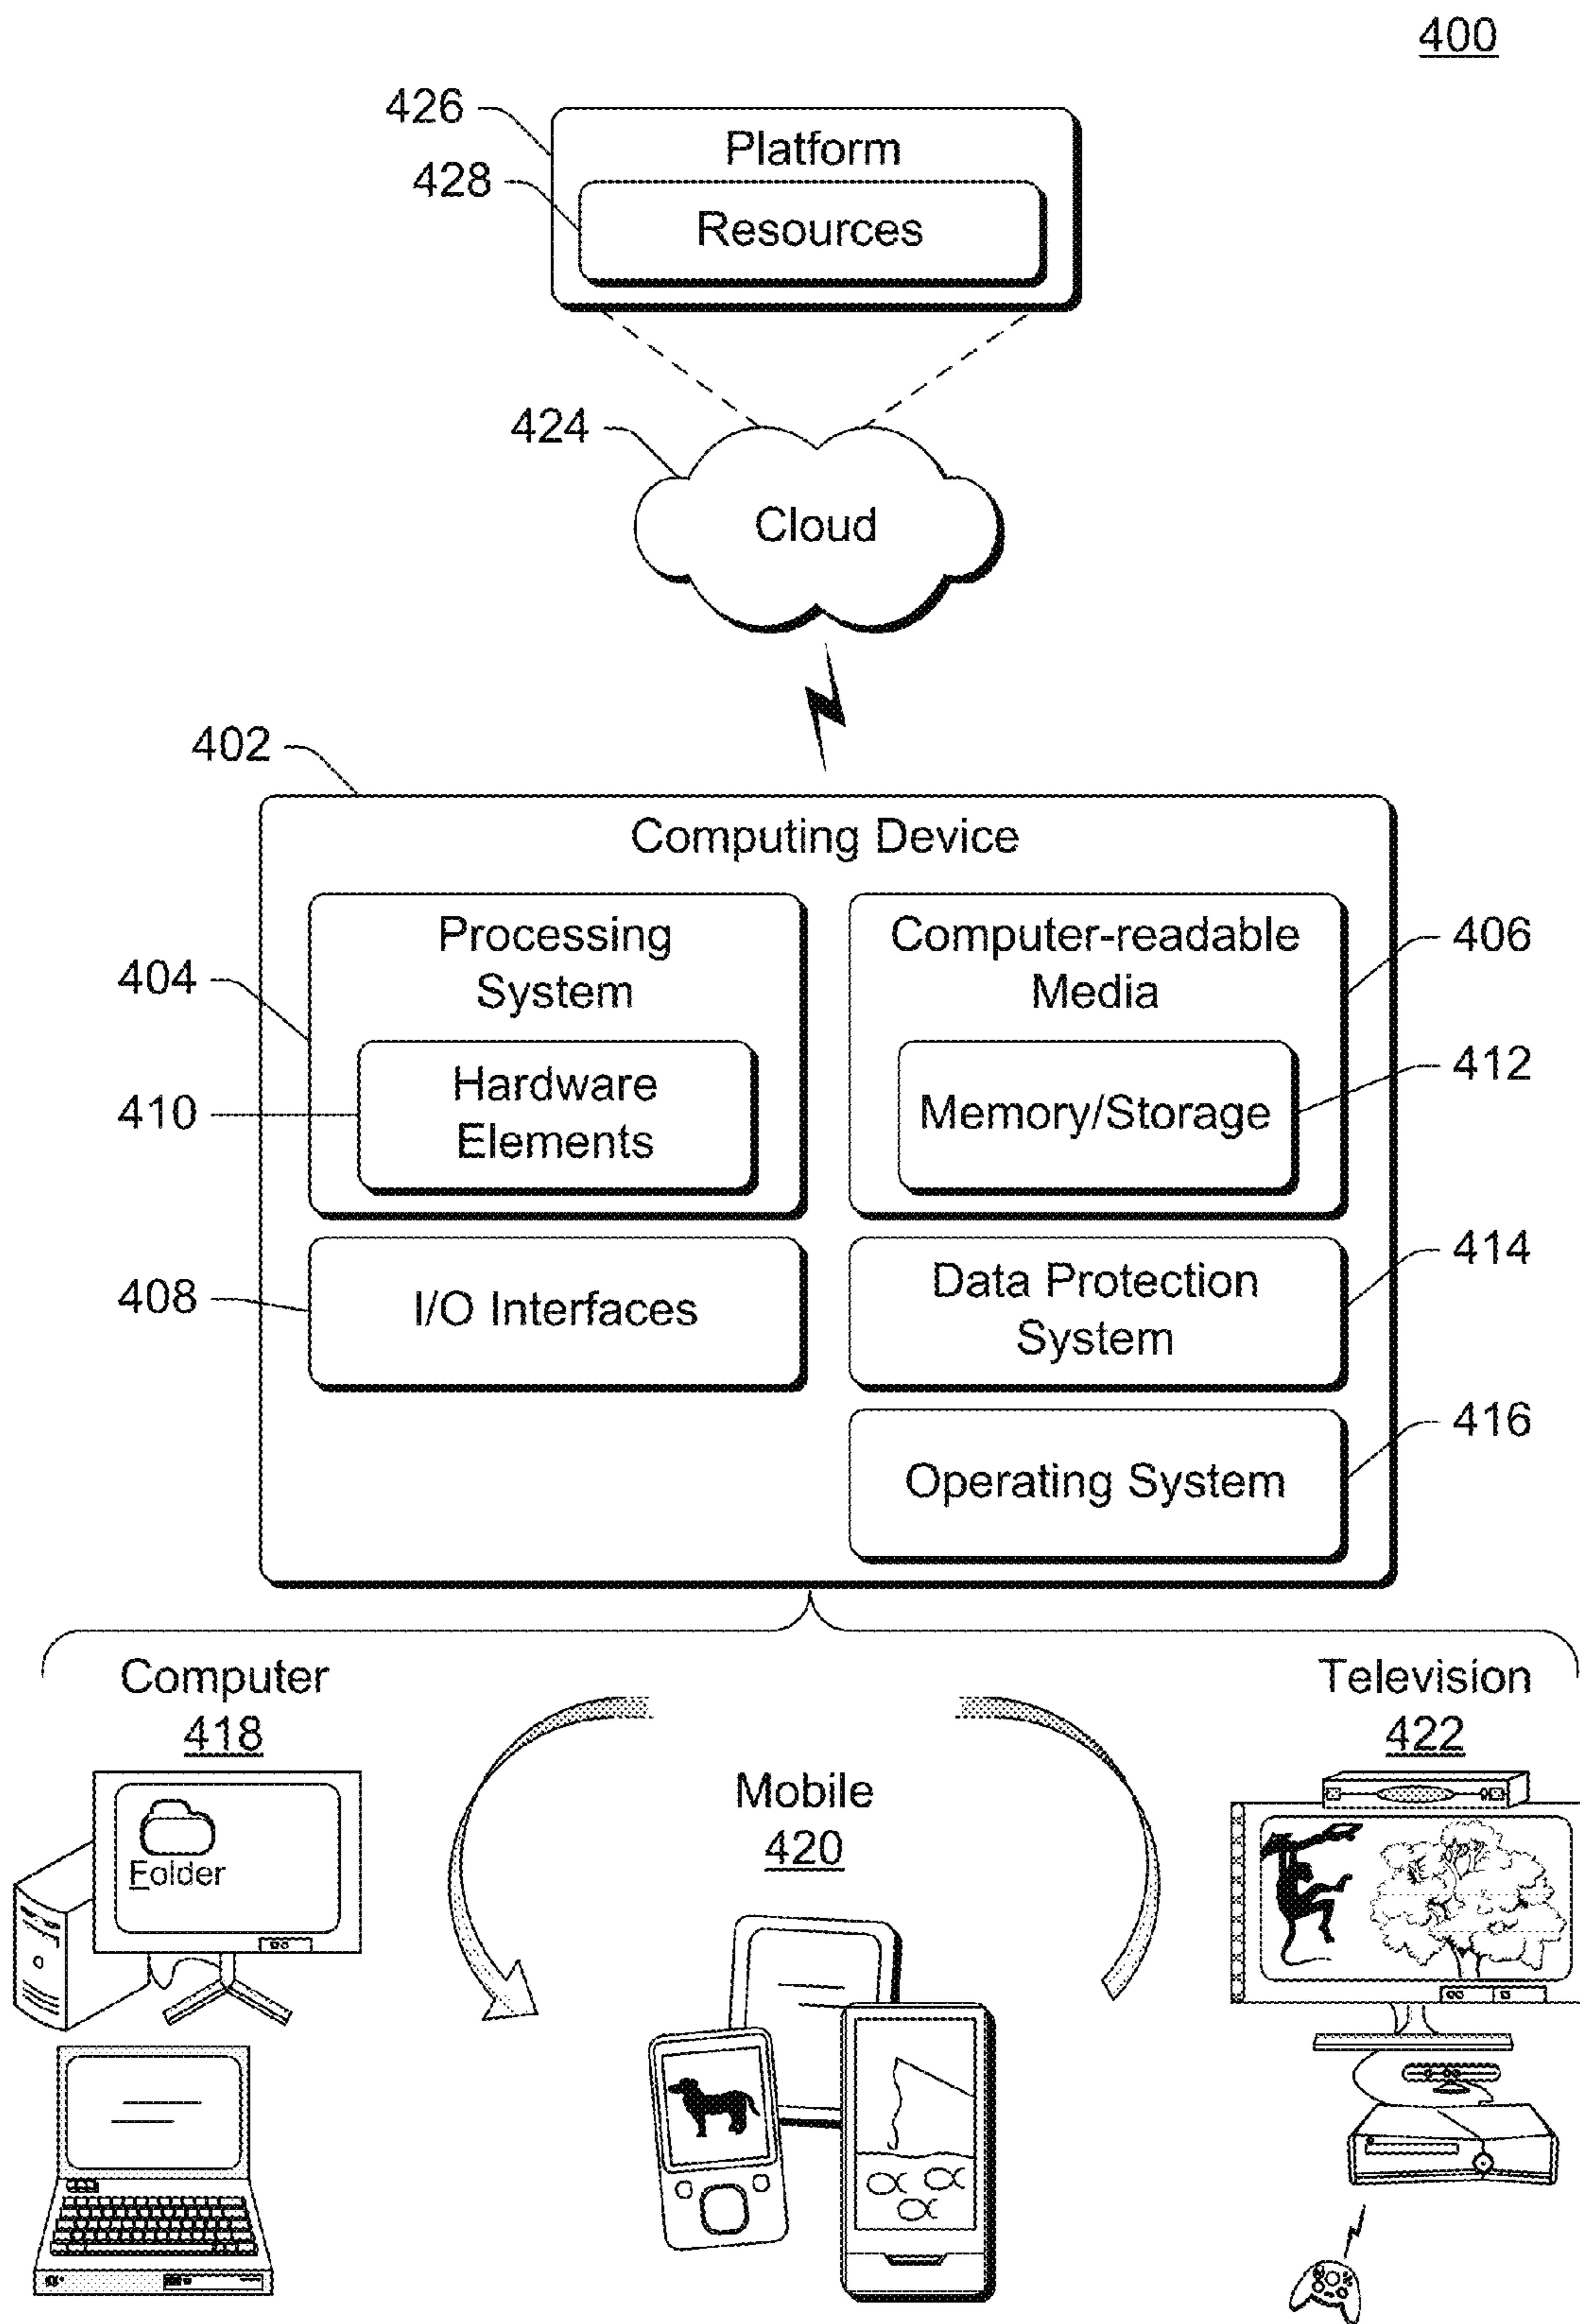 400
426
Platform
428
Resources
424
Cloud
402
Computing Device
404
Processing
System
410
Hardware
Elements
Computer-readable
Media
406
Memory/Storage
412
408
I/O Interfaces
Data Protection
System
414
Operating System
416
Computer
418
Folder
Mobile
420
Television
422